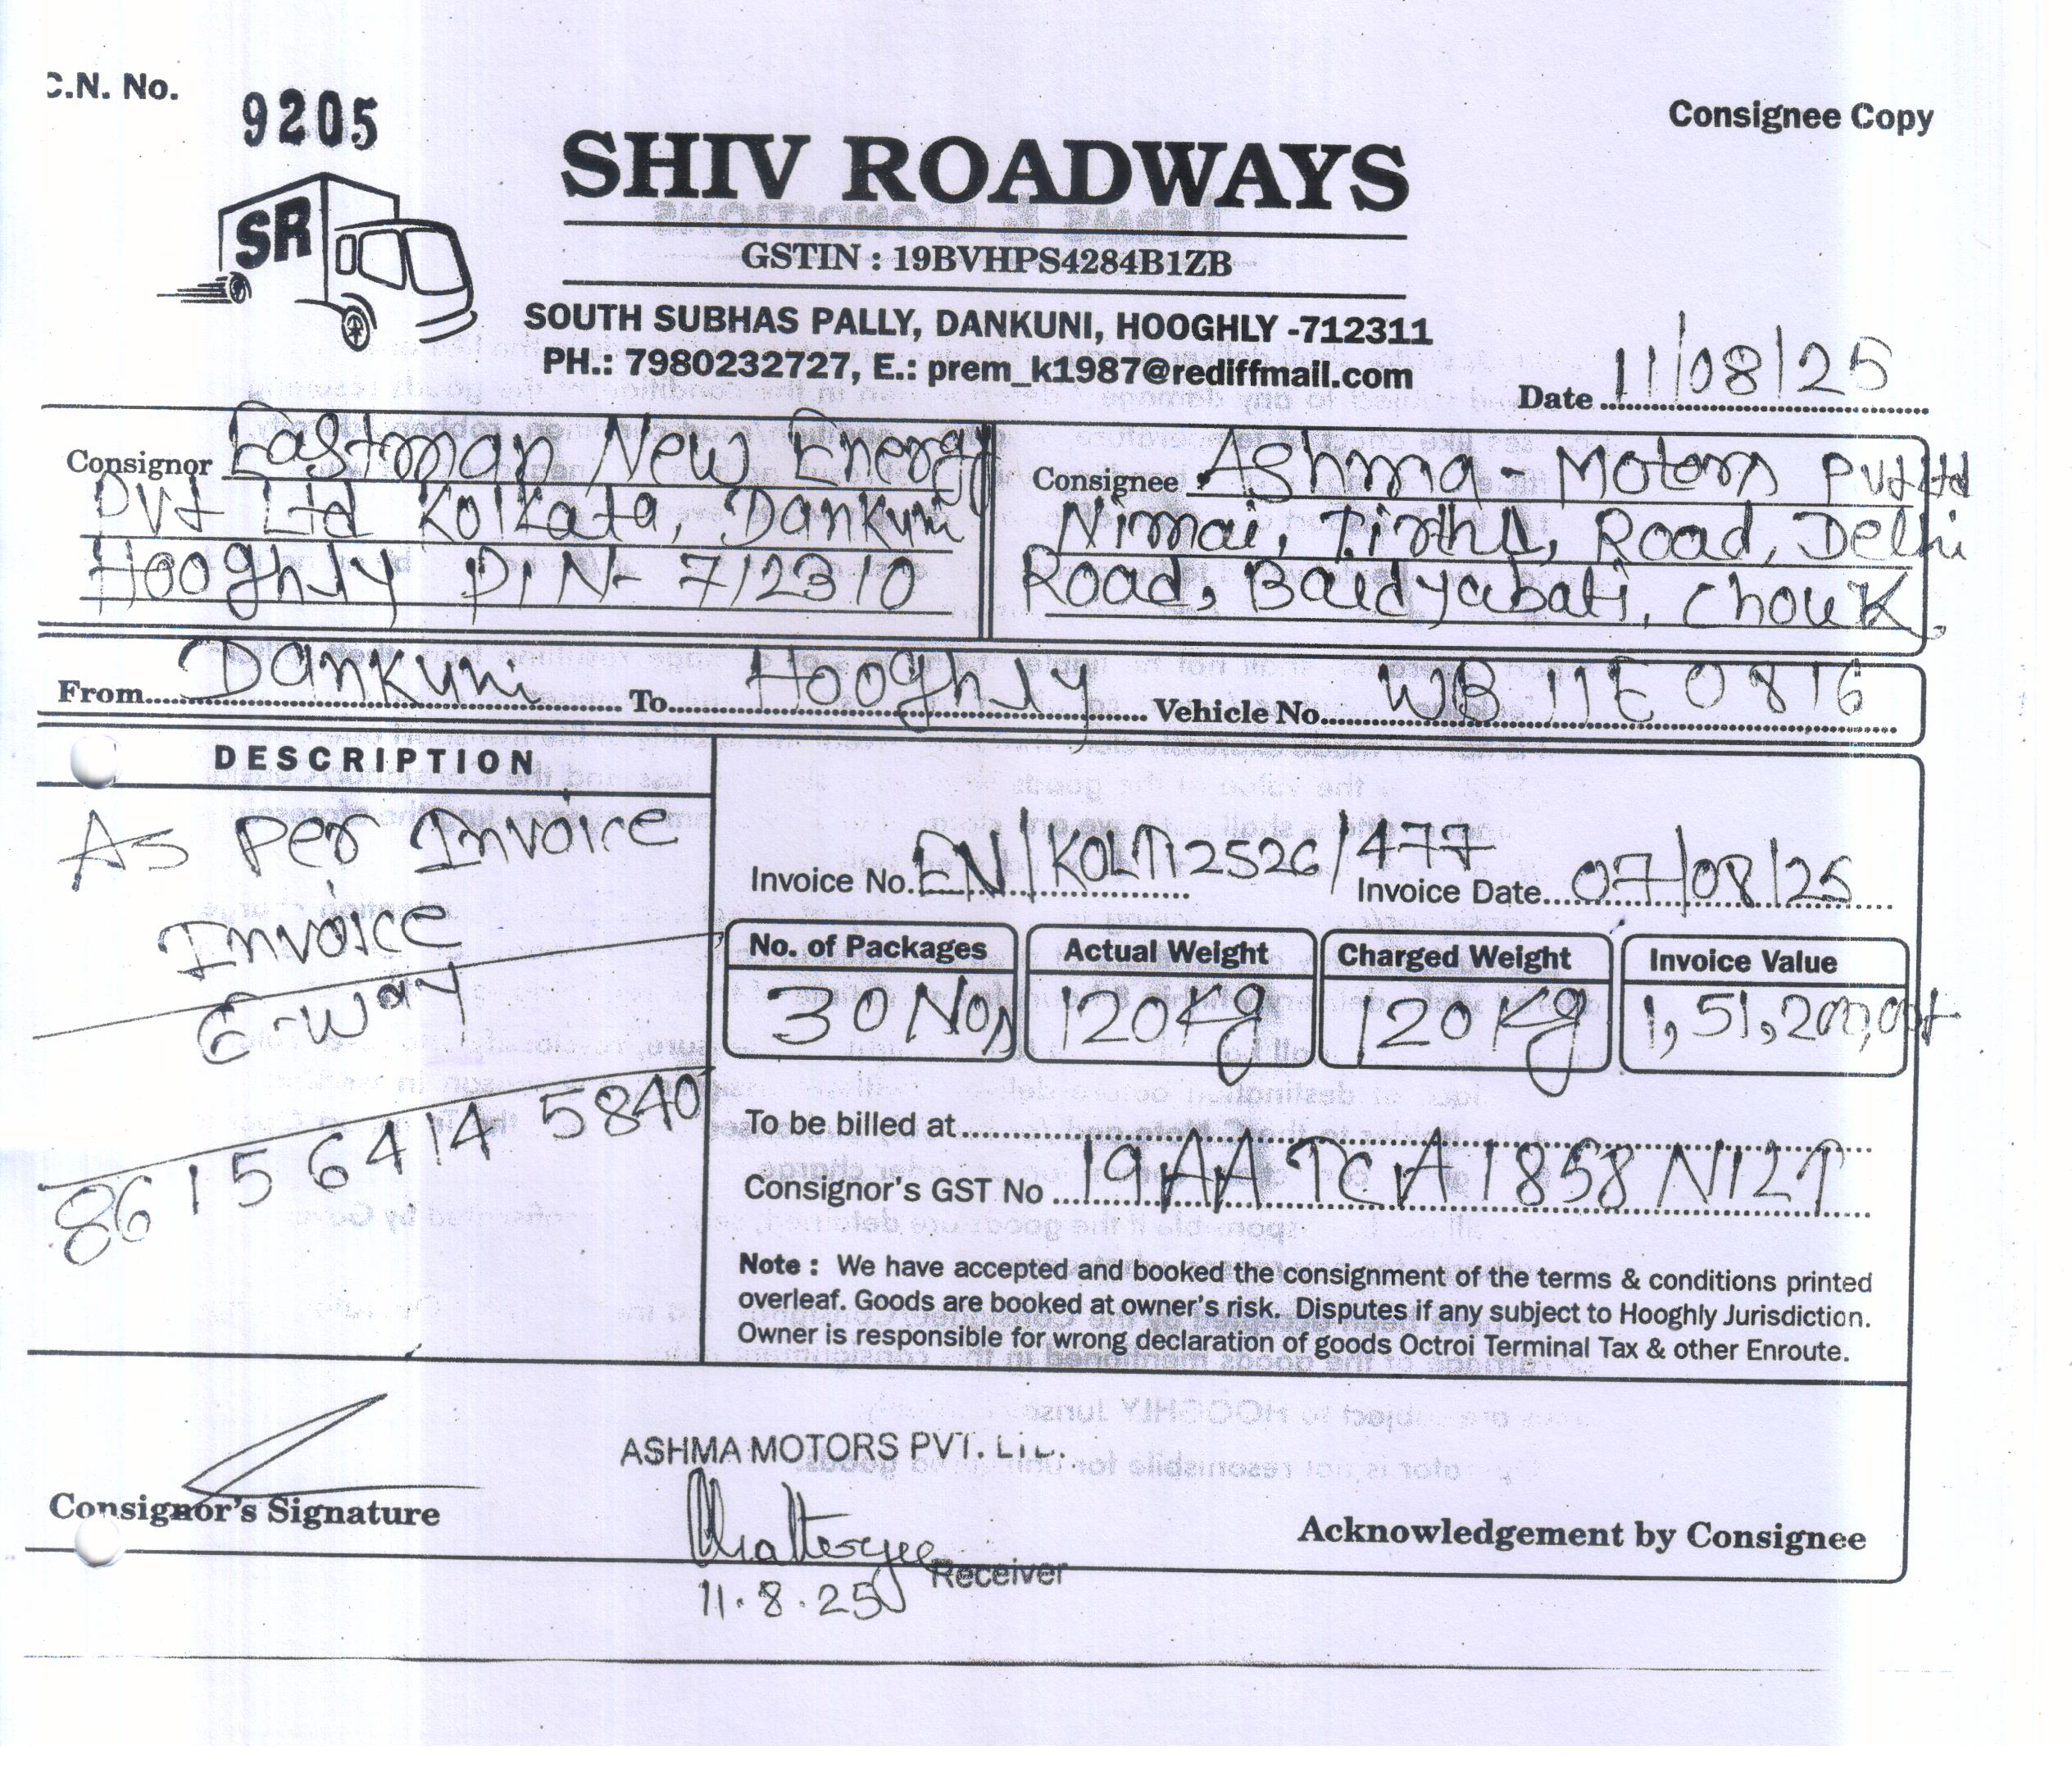 C.N. No.
9205
Consignee Copy
SR
SHIV ROADWAYS
GSTIN : 19BVHPS4284B1ZB
SOUTH SUBHAS PALLY, DANKUNI, HOOGHLY -712311
PH.: 7980232727, E.: prem_k1987@rediffmail.com
Date 11/08/25
Consignor Eastman New Energy
Pvt Ltd Kolkata, Dankuni
Hooghly PIN- 712310
Consignee Ashma - Motors Pvt Ltd
Nimai, Tirtha, Road, Delhi
Road, Baidyabati, Chouk,
From Dankuni To Hooghly Vehicle No. WB 11E 0816
DESCRIPTION
As Per Invoice
Invoice
E-way
8615 6414 5840
Invoice No. EN/KOLT12526/477 Invoice Date 07/08/25
No. of Packages Actual Weight Charged Weight Invoice Value
30 Nos 120 Kg 120 Kg 1,51,200,00
To be billed at
Consignor's GST No 19AATCA1858N1ZT
Note : We have accepted and booked the consignment of the terms & conditions printed
overleaf. Goods are booked at owner's risk. Disputes if any subject to Hooghly Jurisdiction.
Owner is responsible for wrong declaration of goods Octroi Terminal Tax & other Enroute.
Consignor's Signature
ASHMA MOTORS PVT. LTD.
Chatterjee
Receiver
11.8.25
Acknowledgement by Consignee